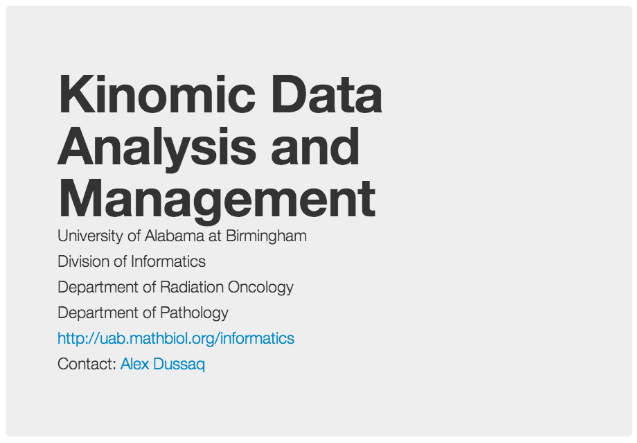 Kinomic Data
Analysis and
Management
University of Alabama at Birmingham
Division of Informatics
Department of Radiation Oncology
Department of Pathology
http://uab.mathbiol.org/informatics
Contact: Alex Dussaq